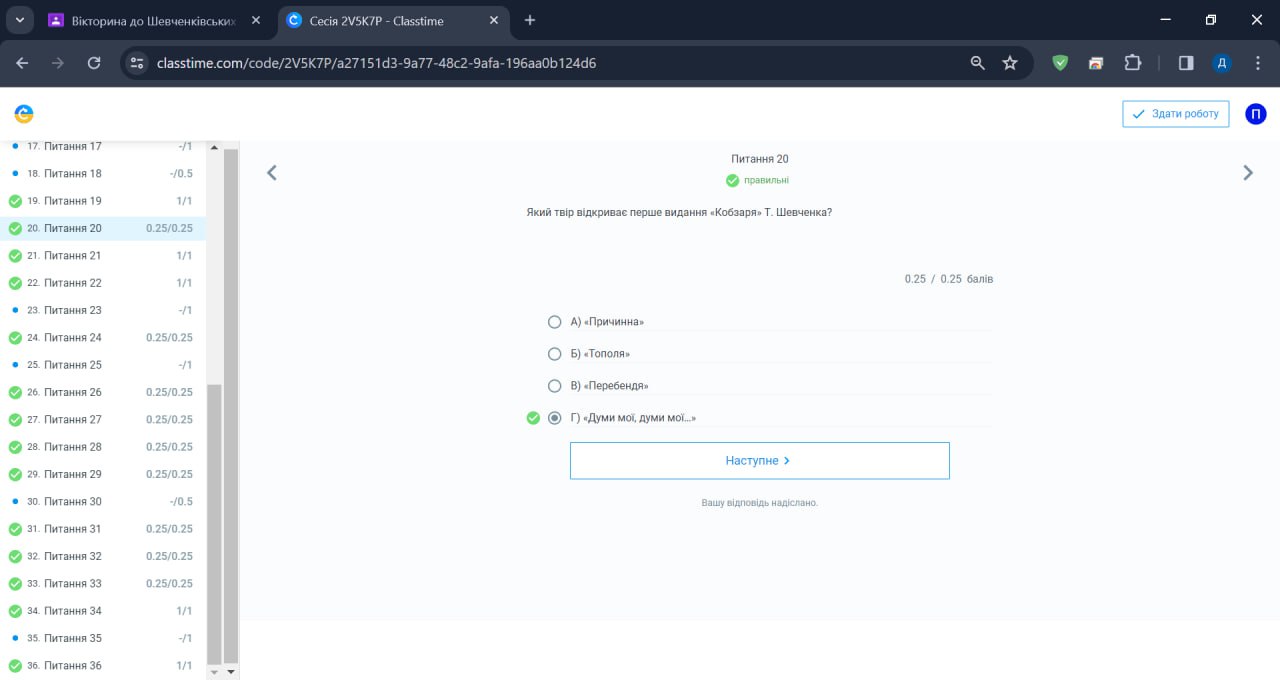 Вікторина до Шевченківських
Сесія 2V5K7P - Classtime
classtime.com/code/2V5K7P/a27151d3-9a77-48c2-9afa-196aa0b124d6
Д
Здати роботу
П
17. Питання 17 -/1
18. Питання 18 -/0.5
19. Питання 19 1/1
20. Питання 20 0.25/0.25
21. Питання 21 1/1
22. Питання 22 1/1
23. Питання 23 -/1
24. Питання 24 0.25/0.25
25. Питання 25 -/1
26. Питання 26 0.25/0.25
27. Питання 27 0.25/0.25
28. Питання 28 0.25/0.25
29. Питання 29 0.25/0.25
30. Питання 30 -/0.5
31. Питання 31 0.25/0.25
32. Питання 32 0.25/0.25
33. Питання 33 0.25/0.25
34. Питання 34 1/1
35. Питання 35 -/1
36. Питання 36 1/1
Питання 20
правильні
Який твір відкриває перше видання «Кобзаря» Т. Шевченка?
0.25 / 0.25 балів
А) «Причинна»
Б) «Тополя»
В) «Перебендя»
Г) «Думи мої, думи мої…»
Наступне
Вашу відповідь надіслано.